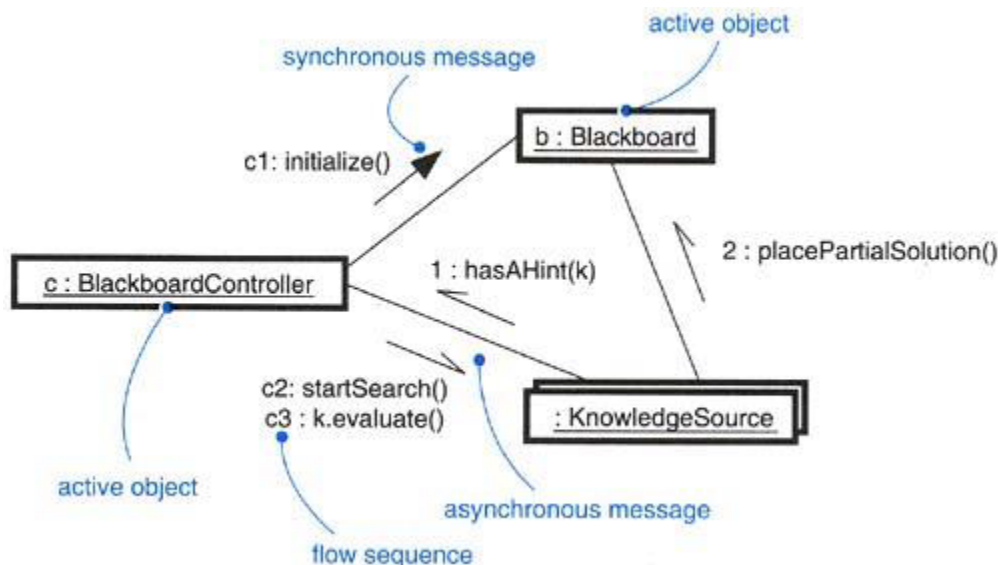 active object
synchronous message
b : Blackboard
c1: initialize()
2 : placePartialSolution()
1 : hasAHint(k)
c : BlackboardController
c2: startSearch()
c3 : k.evaluate()
: KnowledgeSource
active object
asynchronous message
flow sequence